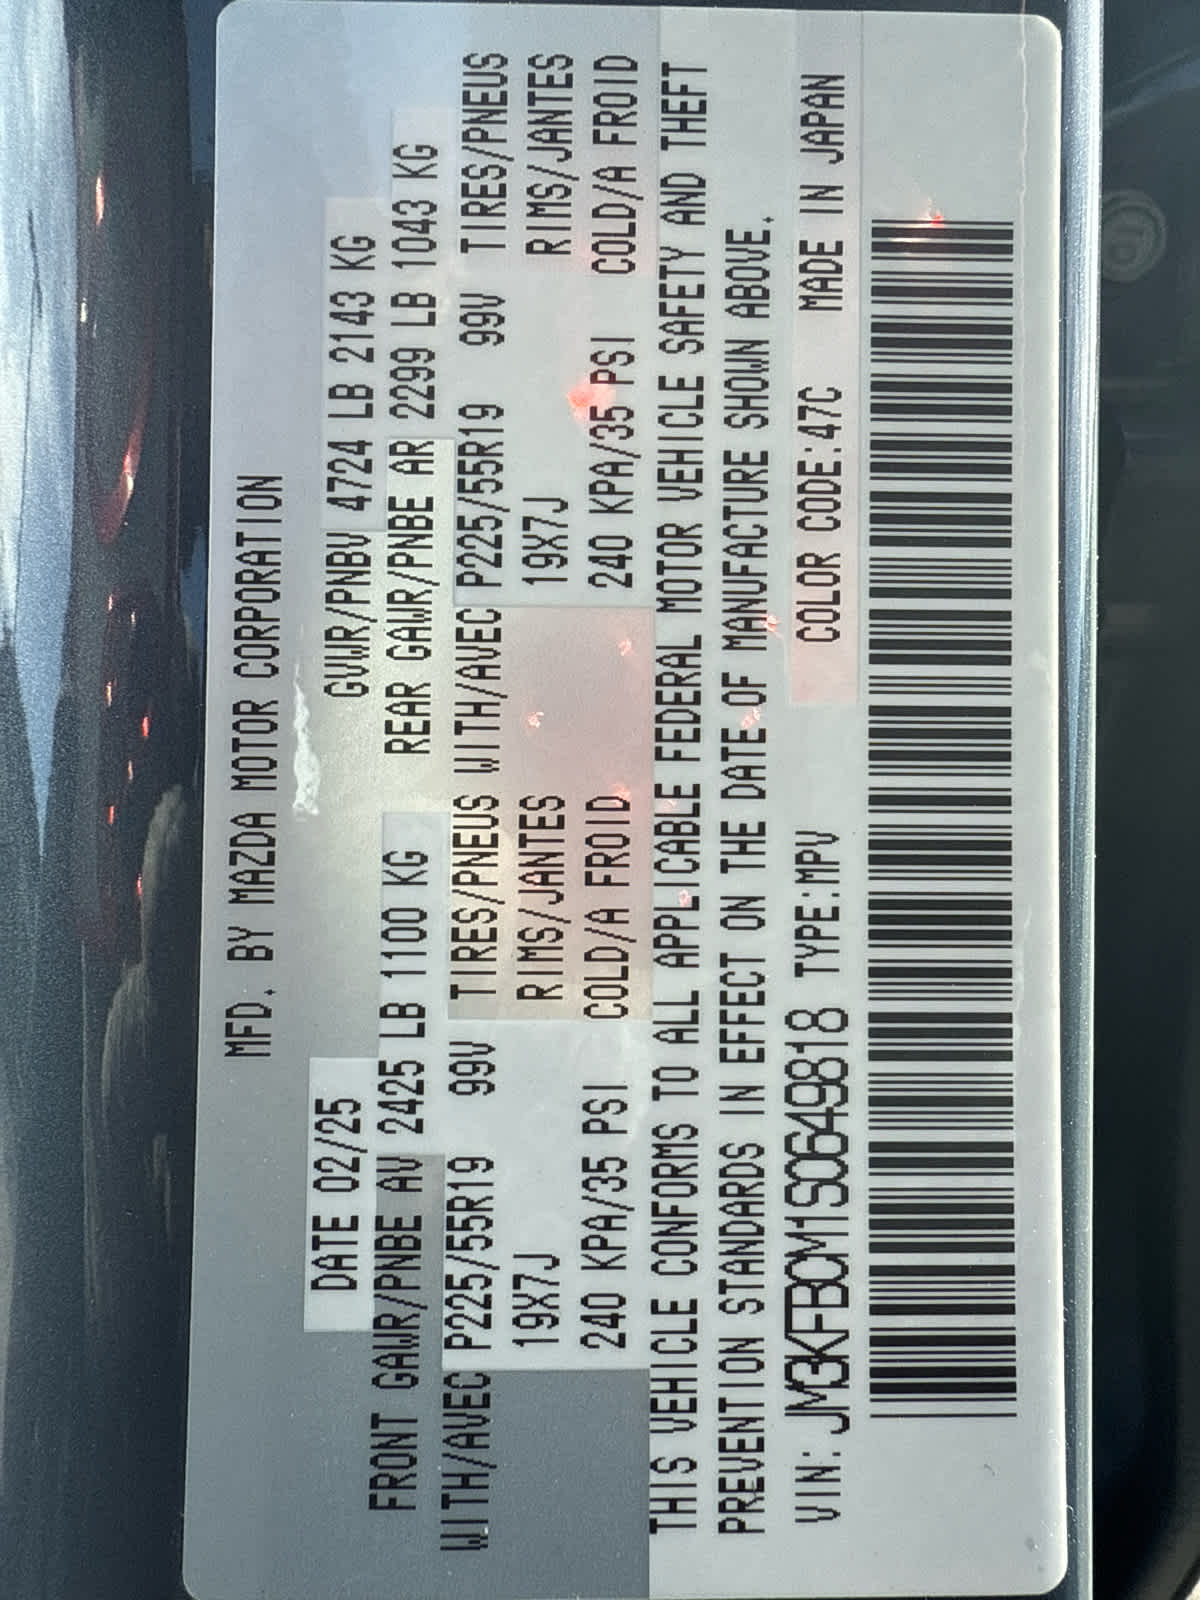 MFD. BY MAZDA MOTOR CORPORATION
DATE 02/25 GVWR/PNBV 4724 LB 2143 KG
FRONT GAWR/PNBE AV 2425 LB 1100 KG REAR GAWR/PNBE AR 2299 LB 1043 KG
WITH/AVEC P225/55R19 99V TIRES/PNEUS WITH/AVEC P225/55R19 99V TIRES/PNEUS
19X7J RIMS/JANTES 19X7J RIMS/JANTES
240 KPA/35 PSI COLD/A FROID 240 KPA/35 PSI COLD/A FROID
THIS VEHICLE CONFORMS TO ALL APPLICABLE FEDERAL MOTOR VEHICLE SAFETY AND THEFT
PREVENTION STANDARDS IN EFFECT ON THE DATE OF MANUFACTURE SHOWN ABOVE.
VIN: JM3KFBCM1S0649818 TYPE:MPV COLOR CODE:47C MADE IN JAPAN